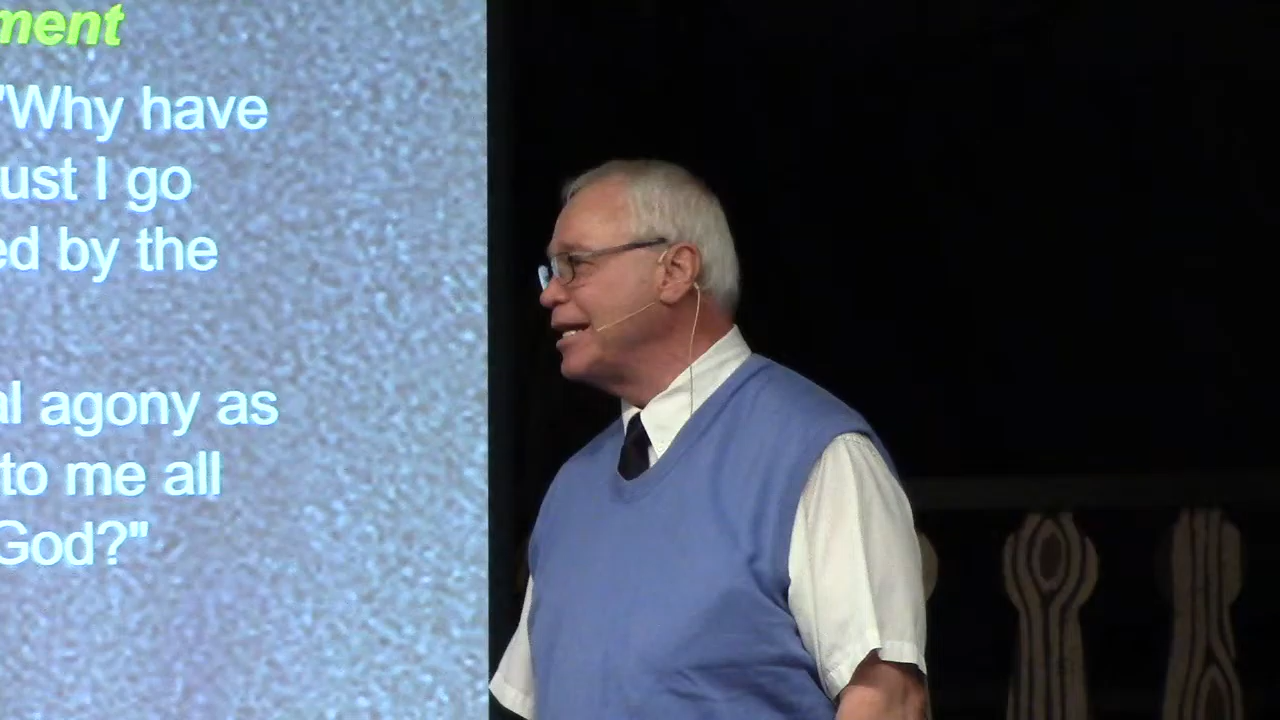 ment
"Why have
ust I go
ed by the
al agony as
to me all
God?"